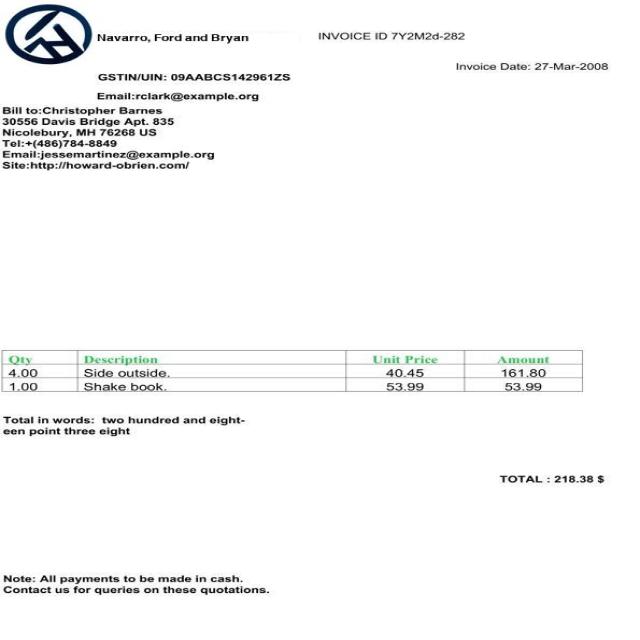 Navarro, Ford and Bryan
INVOICE ID 7Y2M2d-282
Invoice Date: 27-Mar-2008
GSTIN/UIN: 09AABCS142961ZS
Email:rclark@example.org
Bill to:Christopher Barnes
30556 Davis Bridge Apt. 835
Nicolebury, MH 76268 US
Tel:+(486)784-8849
Email:jessemartinez@example.org
Site:http://howard-obrien.com/
Qty Description Unit Price Amount
4.00 Side outside. 40.45 161.80
1.00 Shake book. 53.99 53.99
Total in words: two hundred and eight-
een point three eight
TOTAL : 218.38 $
Note: All payments to be made in cash.
Contact us for queries on these quotations.